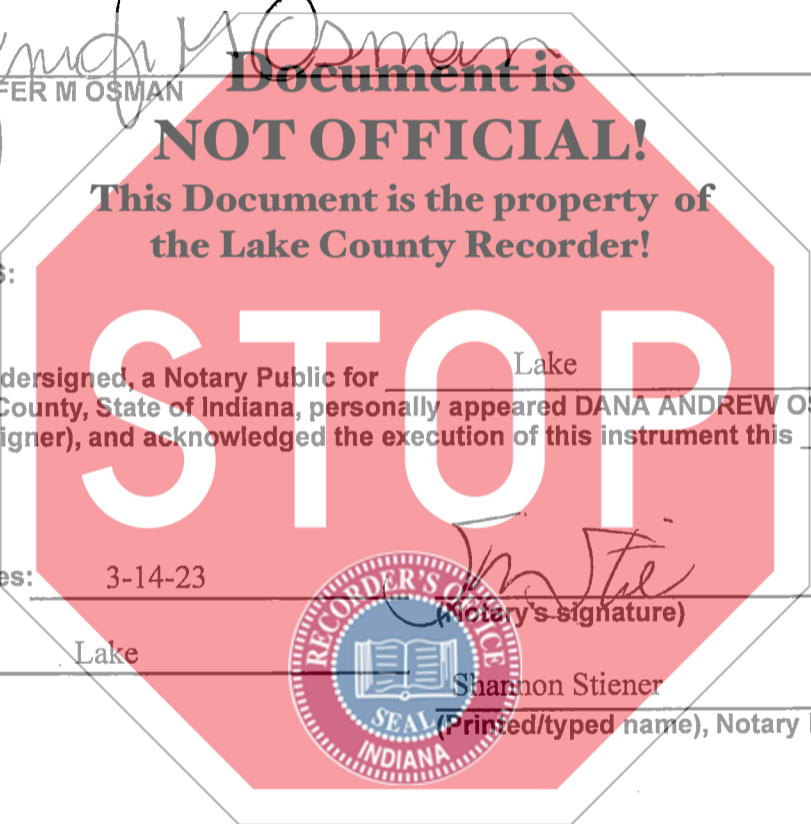 Osman
FER M OSMAN
Document is
NOT OFFICIAL!
This Document is the property of
the Lake County Recorder!
s:
dersigned, a Notary Public for Lake
County, State of Indiana, personally appeared DANA ANDREW OS
igner), and acknowledged the execution of this instrument this
STOP
es: 3-14-23
(Notary's signature)
Lake
Shannon Stiener
(Printed/typed name), Notary
RECORDER'S OFFICE
SEAL
INDIANA